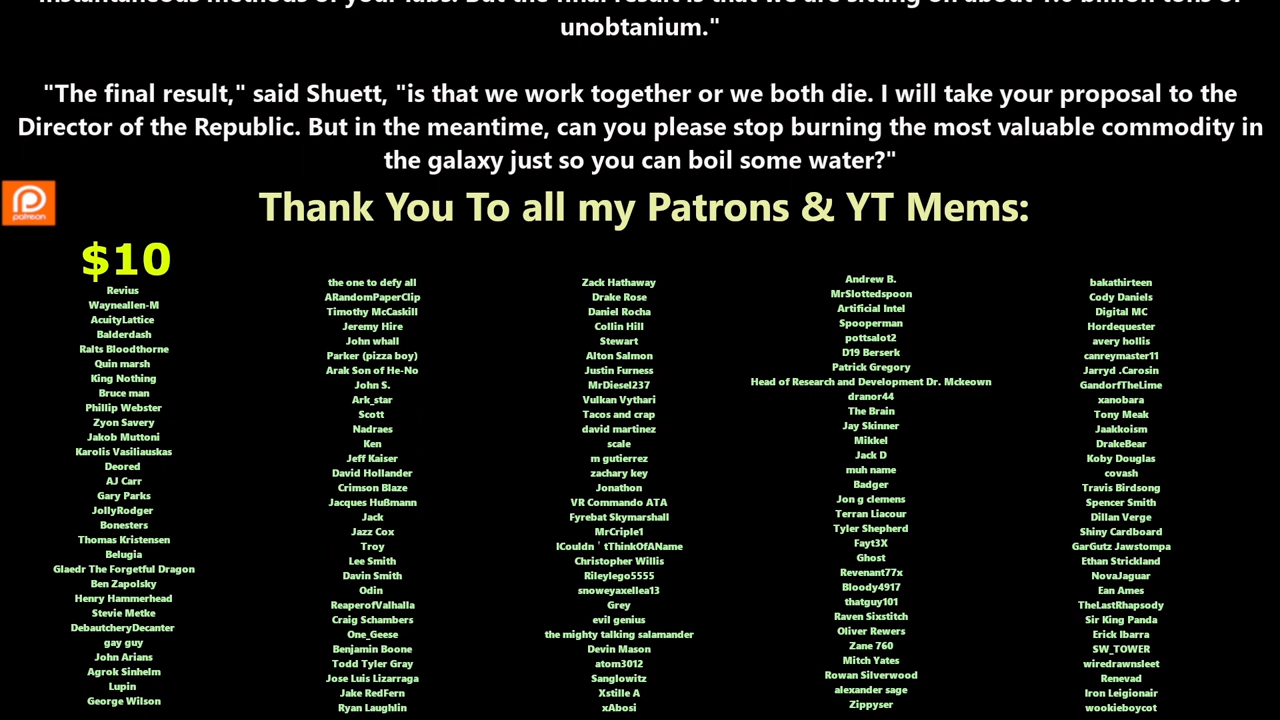 unobtanium."
"The final result," said Shuett, "is that we work together or we both die. I will take your proposal to the
Director of the Republic. But in the meantime, can you please stop burning the most valuable commodity in
the galaxy just so you can boil some water?"
patreon
Thank You To all my Patrons & YT Mems:
$10
Revius
Wayneallen-M
AcuityLattice
Balderdash
Ralts Bloodthorne
Quin marsh
King Nothing
Bruce man
Phillip Webster
Zyon Savery
Jakob Muttoni
Karolis Vasiliauskas
Deored
AJ Carr
Gary Parks
JollyRodger
Bonesters
Thomas Kristensen
Belugia
Glaedr The Forgetful Dragon
Ben Zapolsky
Henry Hammerhead
Stevie Metke
DebautcheryDecanter
gay guy
John Arians
Agrok Sinhelm
Lupin
George Wilson
the one to defy all
ARandomPaperClip
Timothy McCaskill
Jeremy Hire
John whall
Parker (pizza boy)
Arak Son of He-No
John S.
Ark_star
Scott
Nadraes
Ken
Jeff Kaiser
David Hollander
Crimson Blaze
Jacques Hußmann
Jack
Jazz Cox
Troy
Lee Smith
Davin Smith
Odin
ReaperofValhalla
Craig Schambers
One_Geese
Benjamin Boone
Todd Tyler Gray
Jose Luis Lizarraga
Jake RedFern
Ryan Laughlin
Zack Hathaway
Drake Rose
Daniel Rocha
Collin Hill
Stewart
Alton Salmon
Justin Furness
MrDiesel237
Vulkan Vythari
Tacos and crap
david martinez
scale
m gutierrez
zachary key
Jonathon
VR Commando ATA
Fyrebat Skymarshall
MrCriple1
ICouldn＇tThinkOfAName
Christopher Willis
Rileylego5555
snoweyaxellea13
Grey
evil genius
the mighty talking salamander
Devin Mason
atom3012
Sanglowitz
Xstille A
xAbosi
Andrew B.
MrSlottedspoon
Artificial Intel
Spooperman
pottsalot2
D19 Berserk
Patrick Gregory
Head of Research and Development Dr. Mckeown
dranor44
The Brain
Jay Skinner
Mikkel
Jack D
muh name
Badger
Jon g clemens
Terran Liacour
Tyler Shepherd
Fayt3X
Ghost
Revenant77x
Bloody4917
thatguy101
Raven Sixstitch
Oliver Rewers
Zane 760
Mitch Yates
Rowan Silverwood
alexander sage
Zippyser
bakathirteen
Cody Daniels
Digital MC
Hordequester
avery hollis
canreymaster11
Jarryd .Carosin
GandorfTheLime
xanobara
Tony Meak
Jaakkoism
DrakeBear
Koby Douglas
covash
Travis Birdsong
Spencer Smith
Dillan Verge
Shiny Cardboard
GarGutz Jawstompa
Ethan Strickland
NovaJaguar
Ean Ames
TheLastRhapsody
Sir King Panda
Erick Ibarra
SW_TOWER
wiredrawnsleet
Renevad
Iron Leigionair
wookieboycot